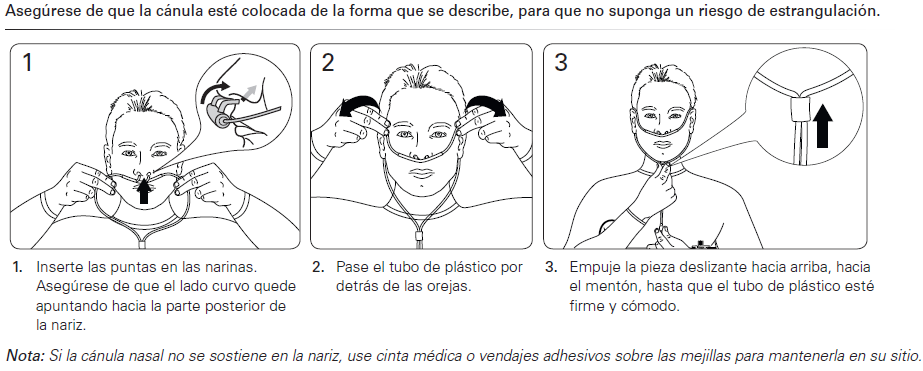 Asegúrese de que la cánula esté colocada de la forma que se describe, para que no suponga un riesgo de estrangulación.
1
2
3
1. Inserte las puntas en las narinas.
Asegúrese de que el lado curvo quede
apuntando hacia la parte posterior de
la nariz.
2. Pase el tubo de plástico por
detrás de las orejas.
3. Empuje la pieza deslizante hacia arriba, hacia
el mentón, hasta que el tubo de plástico esté
firme y cómodo.
Nota: Si la cánula nasal no se sostiene en la nariz, use cinta médica o vendajes adhesivos sobre las mejillas para mantenerla en su sitio.